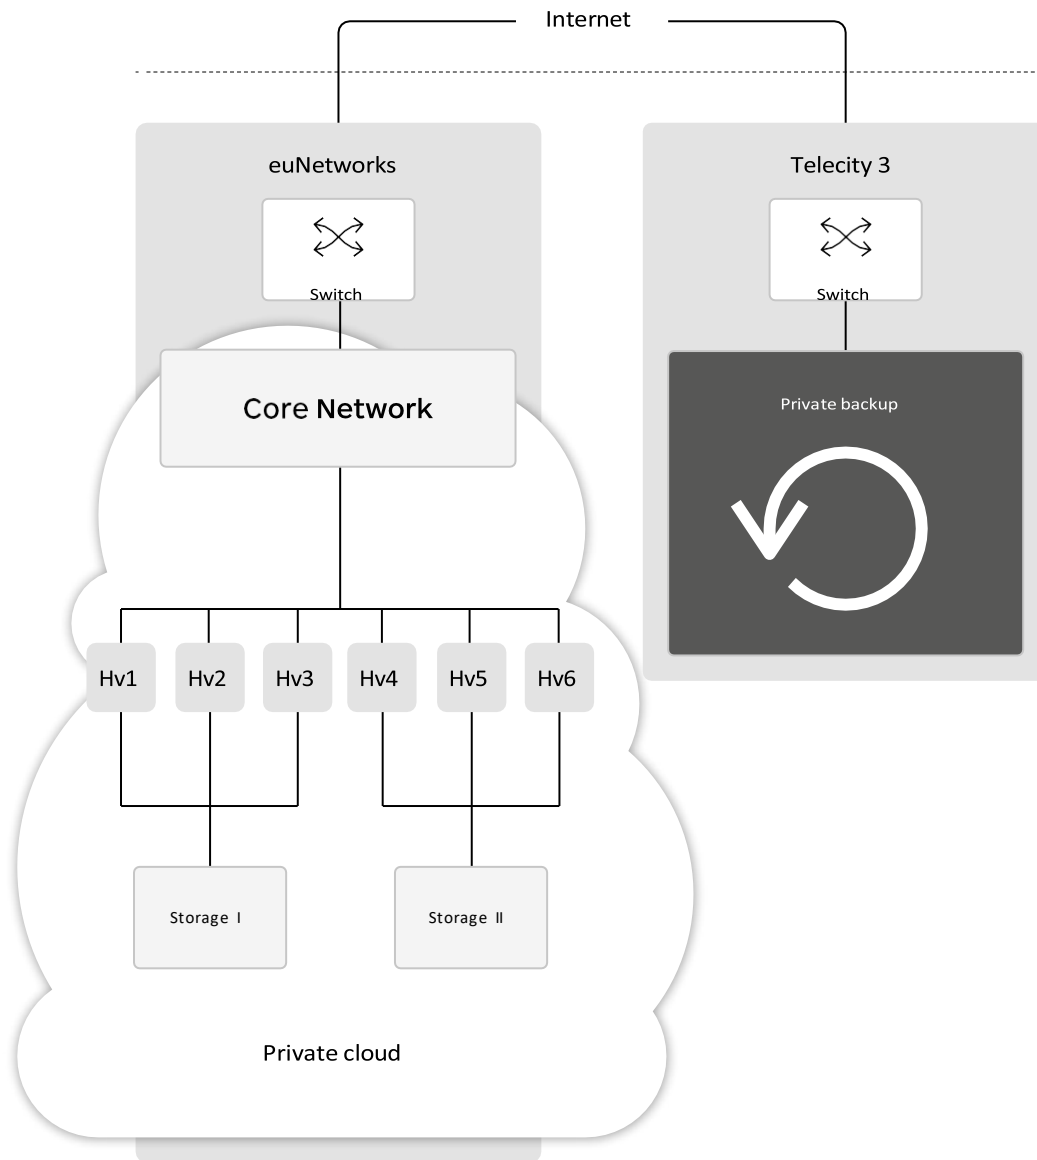 Internet
euNetworks
Telecity 3
Switch
Switch
Core Network
Private backup
Hv1
Hv2
Hv3
Hv4
Hv5
Hv6
Storage I
Storage II
Private cloud